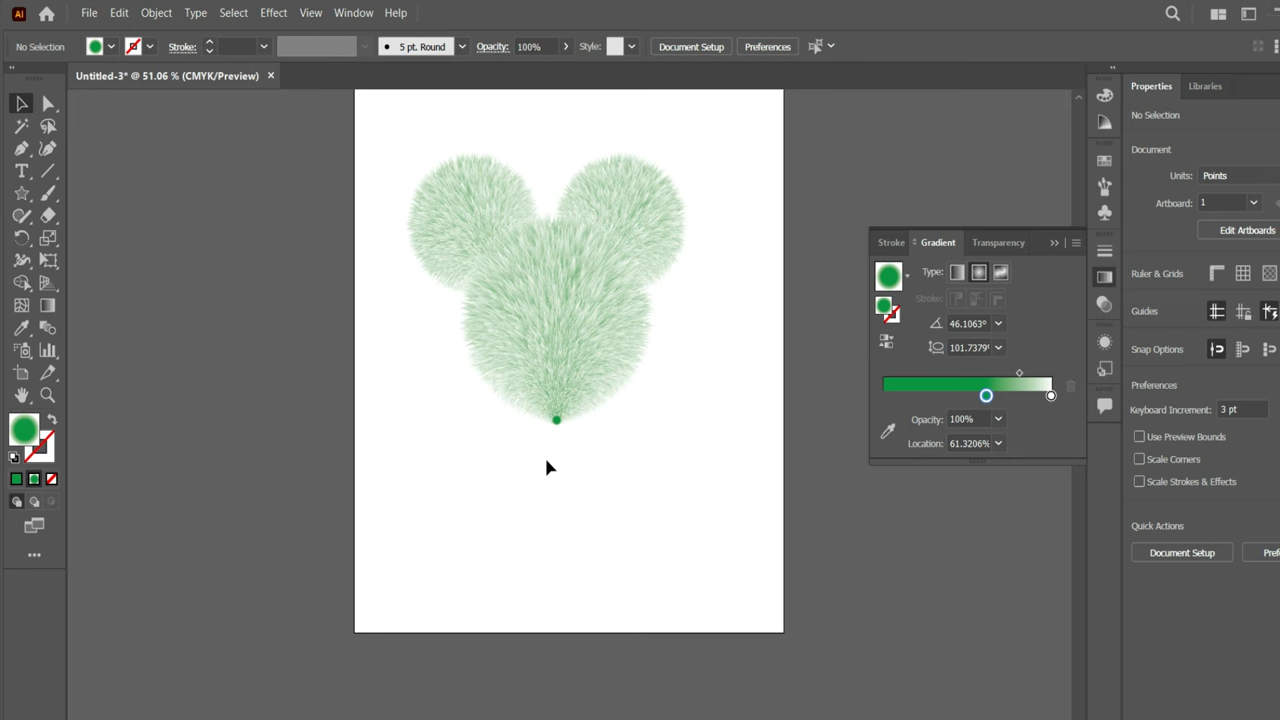 Ai File Edit Object Type Select Effect View Window Help
No Selection Stroke: 5 pt. Round Opacity: 100% Style: Document Setup Preferences
Untitled-3* @ 51.06 % (CMYK/Preview) ×
Properties Libraries
No Selection
Document
Units: Points
Artboard: 1
Edit Artboards
Ruler & Grids
Guides
Snap Options
Preferences
Keyboard Increment: 3 pt
Use Preview Bounds
Scale Corners
Scale Strokes & Effects
Quick Actions
Document Setup Pref
Stroke Gradient Transparency
Type:
Stroke:
46.1063°
101.7379%
Opacity: 100%
Location: 61.3206%